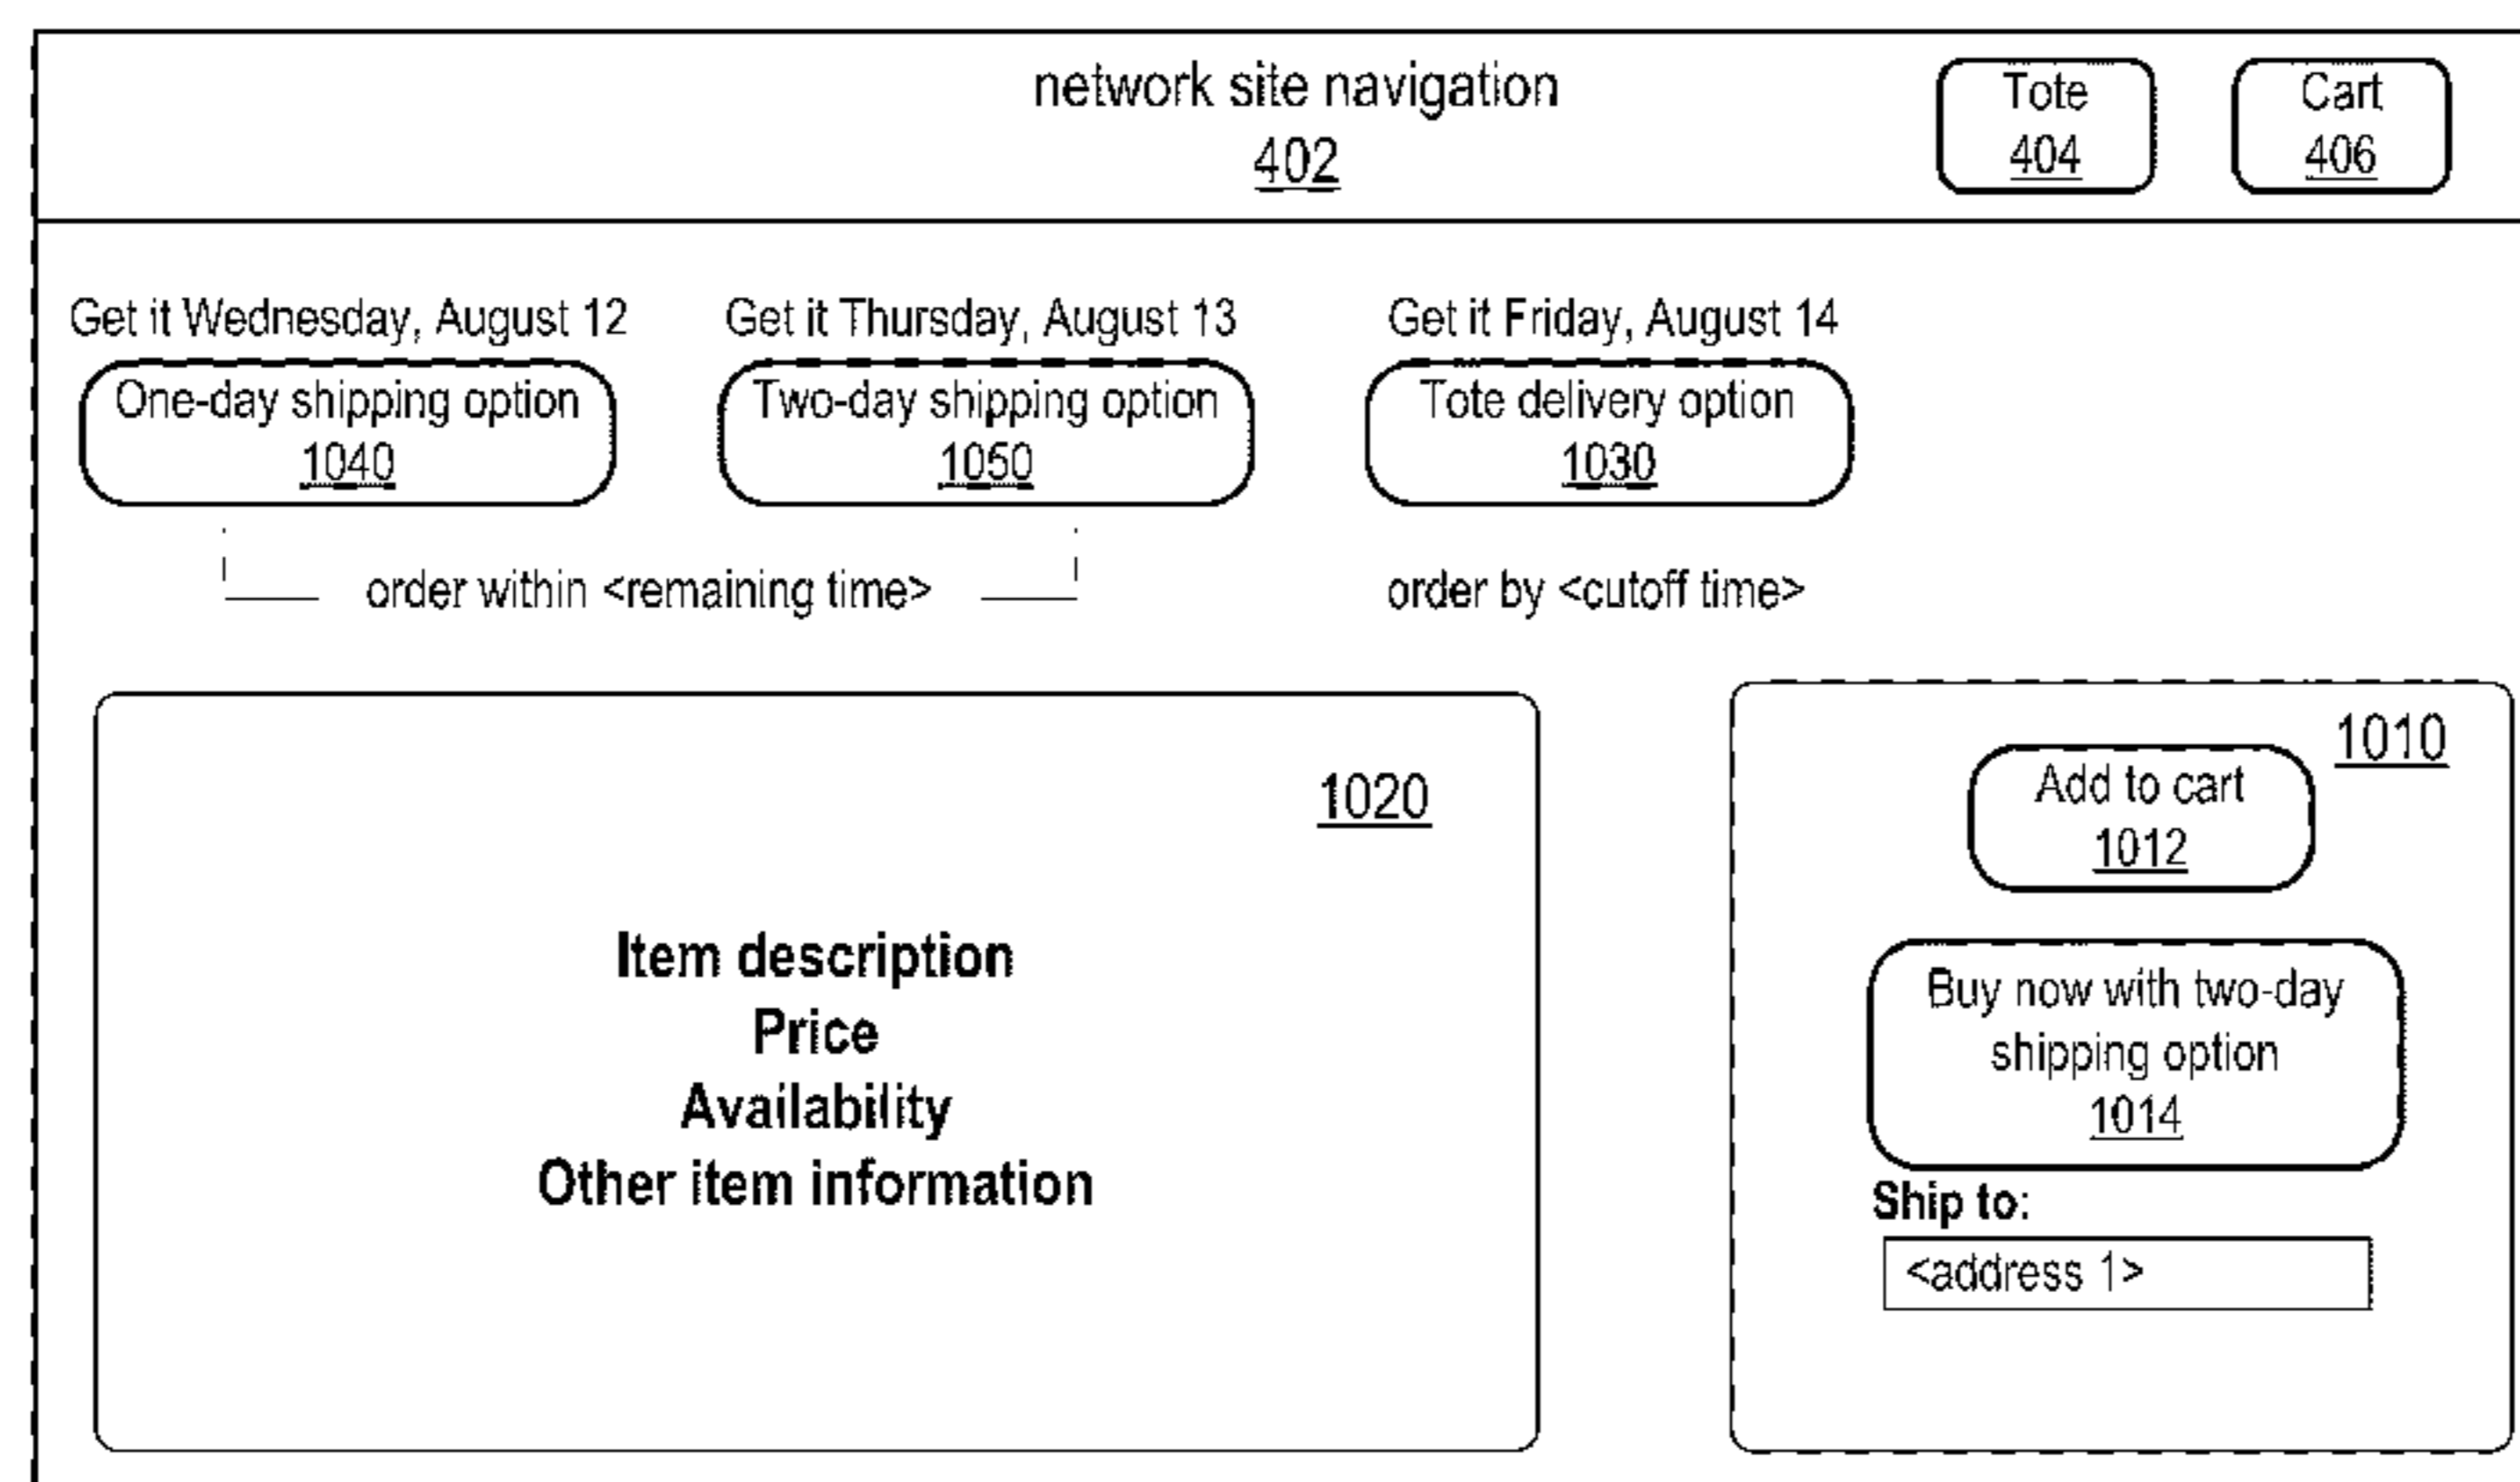 network site navigation
402
Tote
404
Cart
406
Get it Wednesday, August 12
One-day shipping option
1040
Get it Thursday, August 13
Two-day shipping option
1050
Get it Friday, August 14
Tote delivery option
1030
order within <remaining time>
order by <cutoff time>
1020
Item description
Price
Availability
Other item information
1010
Add to cart
1012
Buy now with two-day
shipping option
1014
Ship to:
<address 1>